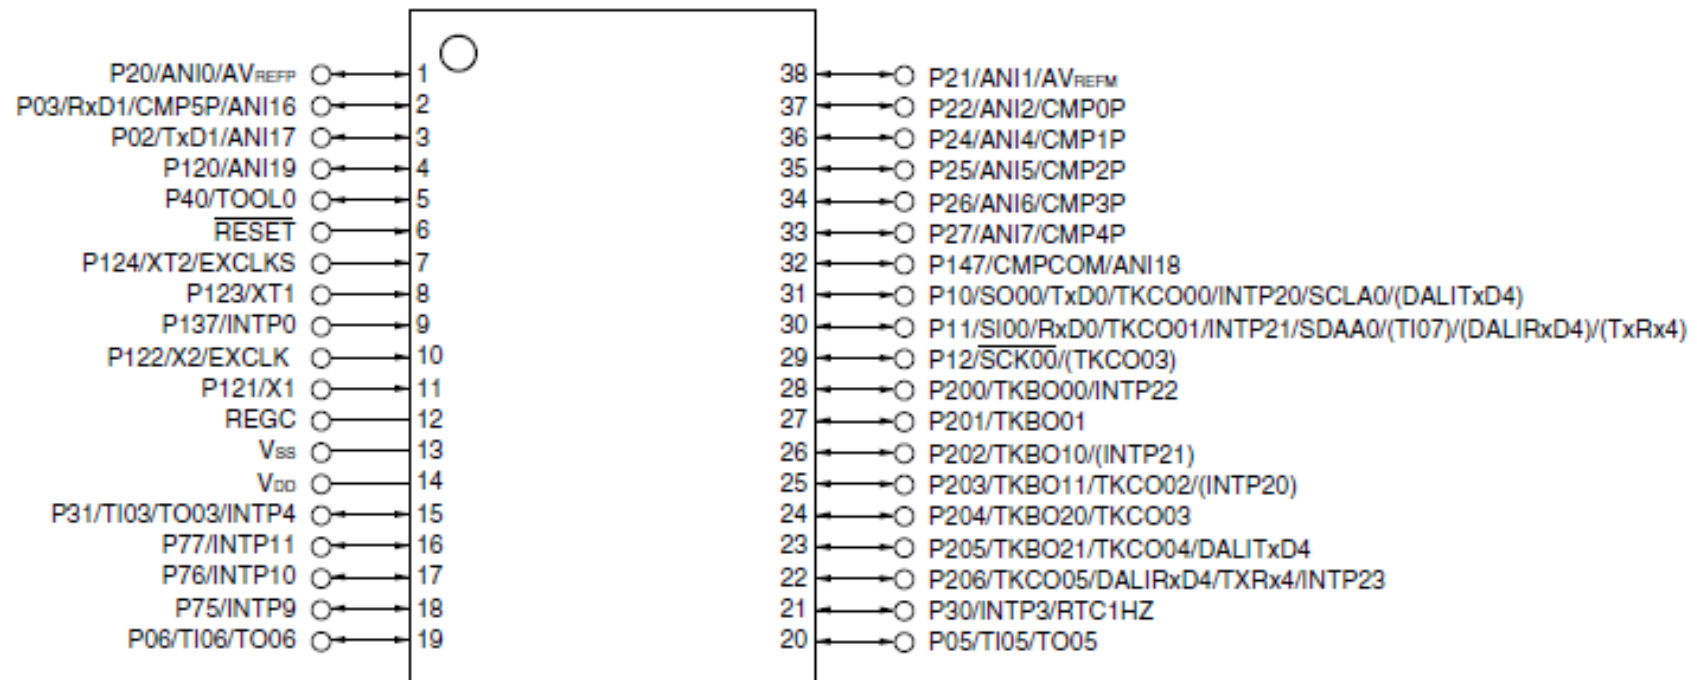 P20/ANI0/AVREFP 1
P03/RxD1/CMP5P/ANI16 2
P02/TxD1/ANI17 3
P120/ANI19 4
P40/TOOL0 5
RESET 6
P124/XT2/EXCLKS 7
P123/XT1 8
P137/INTP0 9
P122/X2/EXCLK 10
P121/X1 11
REGC 12
VSS 13
VDD 14
P31/TI03/TO03/INTP4 15
P77/INTP11 16
P76/INTP10 17
P75/INTP9 18
P06/TI06/TO06 19
38 P21/ANI1/AVREFM
37 P22/ANI2/CMP0P
36 P24/ANI4/CMP1P
35 P25/ANI5/CMP2P
34 P26/ANI6/CMP3P
33 P27/ANI7/CMP4P
32 P147/CMPCOM/ANI18
31 P10/SO00/TxD0/TKCO00/INTP20/SCLA0/(DALITxD4)
30 P11/SI00/RxD0/TKCO01/INTP21/SDAA0/(TI07)/(DALIRxD4)/(TxRx4)
29 P12/SCK00/(TKCO03)
28 P200/TKBO00/INTP22
27 P201/TKBO01
26 P202/TKBO10/(INTP21)
25 P203/TKBO11/TKCO02/(INTP20)
24 P204/TKBO20/TKCO03
23 P205/TKBO21/TKCO04/DALITxD4
22 P206/TKCO05/DALIRxD4/TXRx4/INTP23
21 P30/INTP3/RTC1HZ
20 P05/TI05/TO05